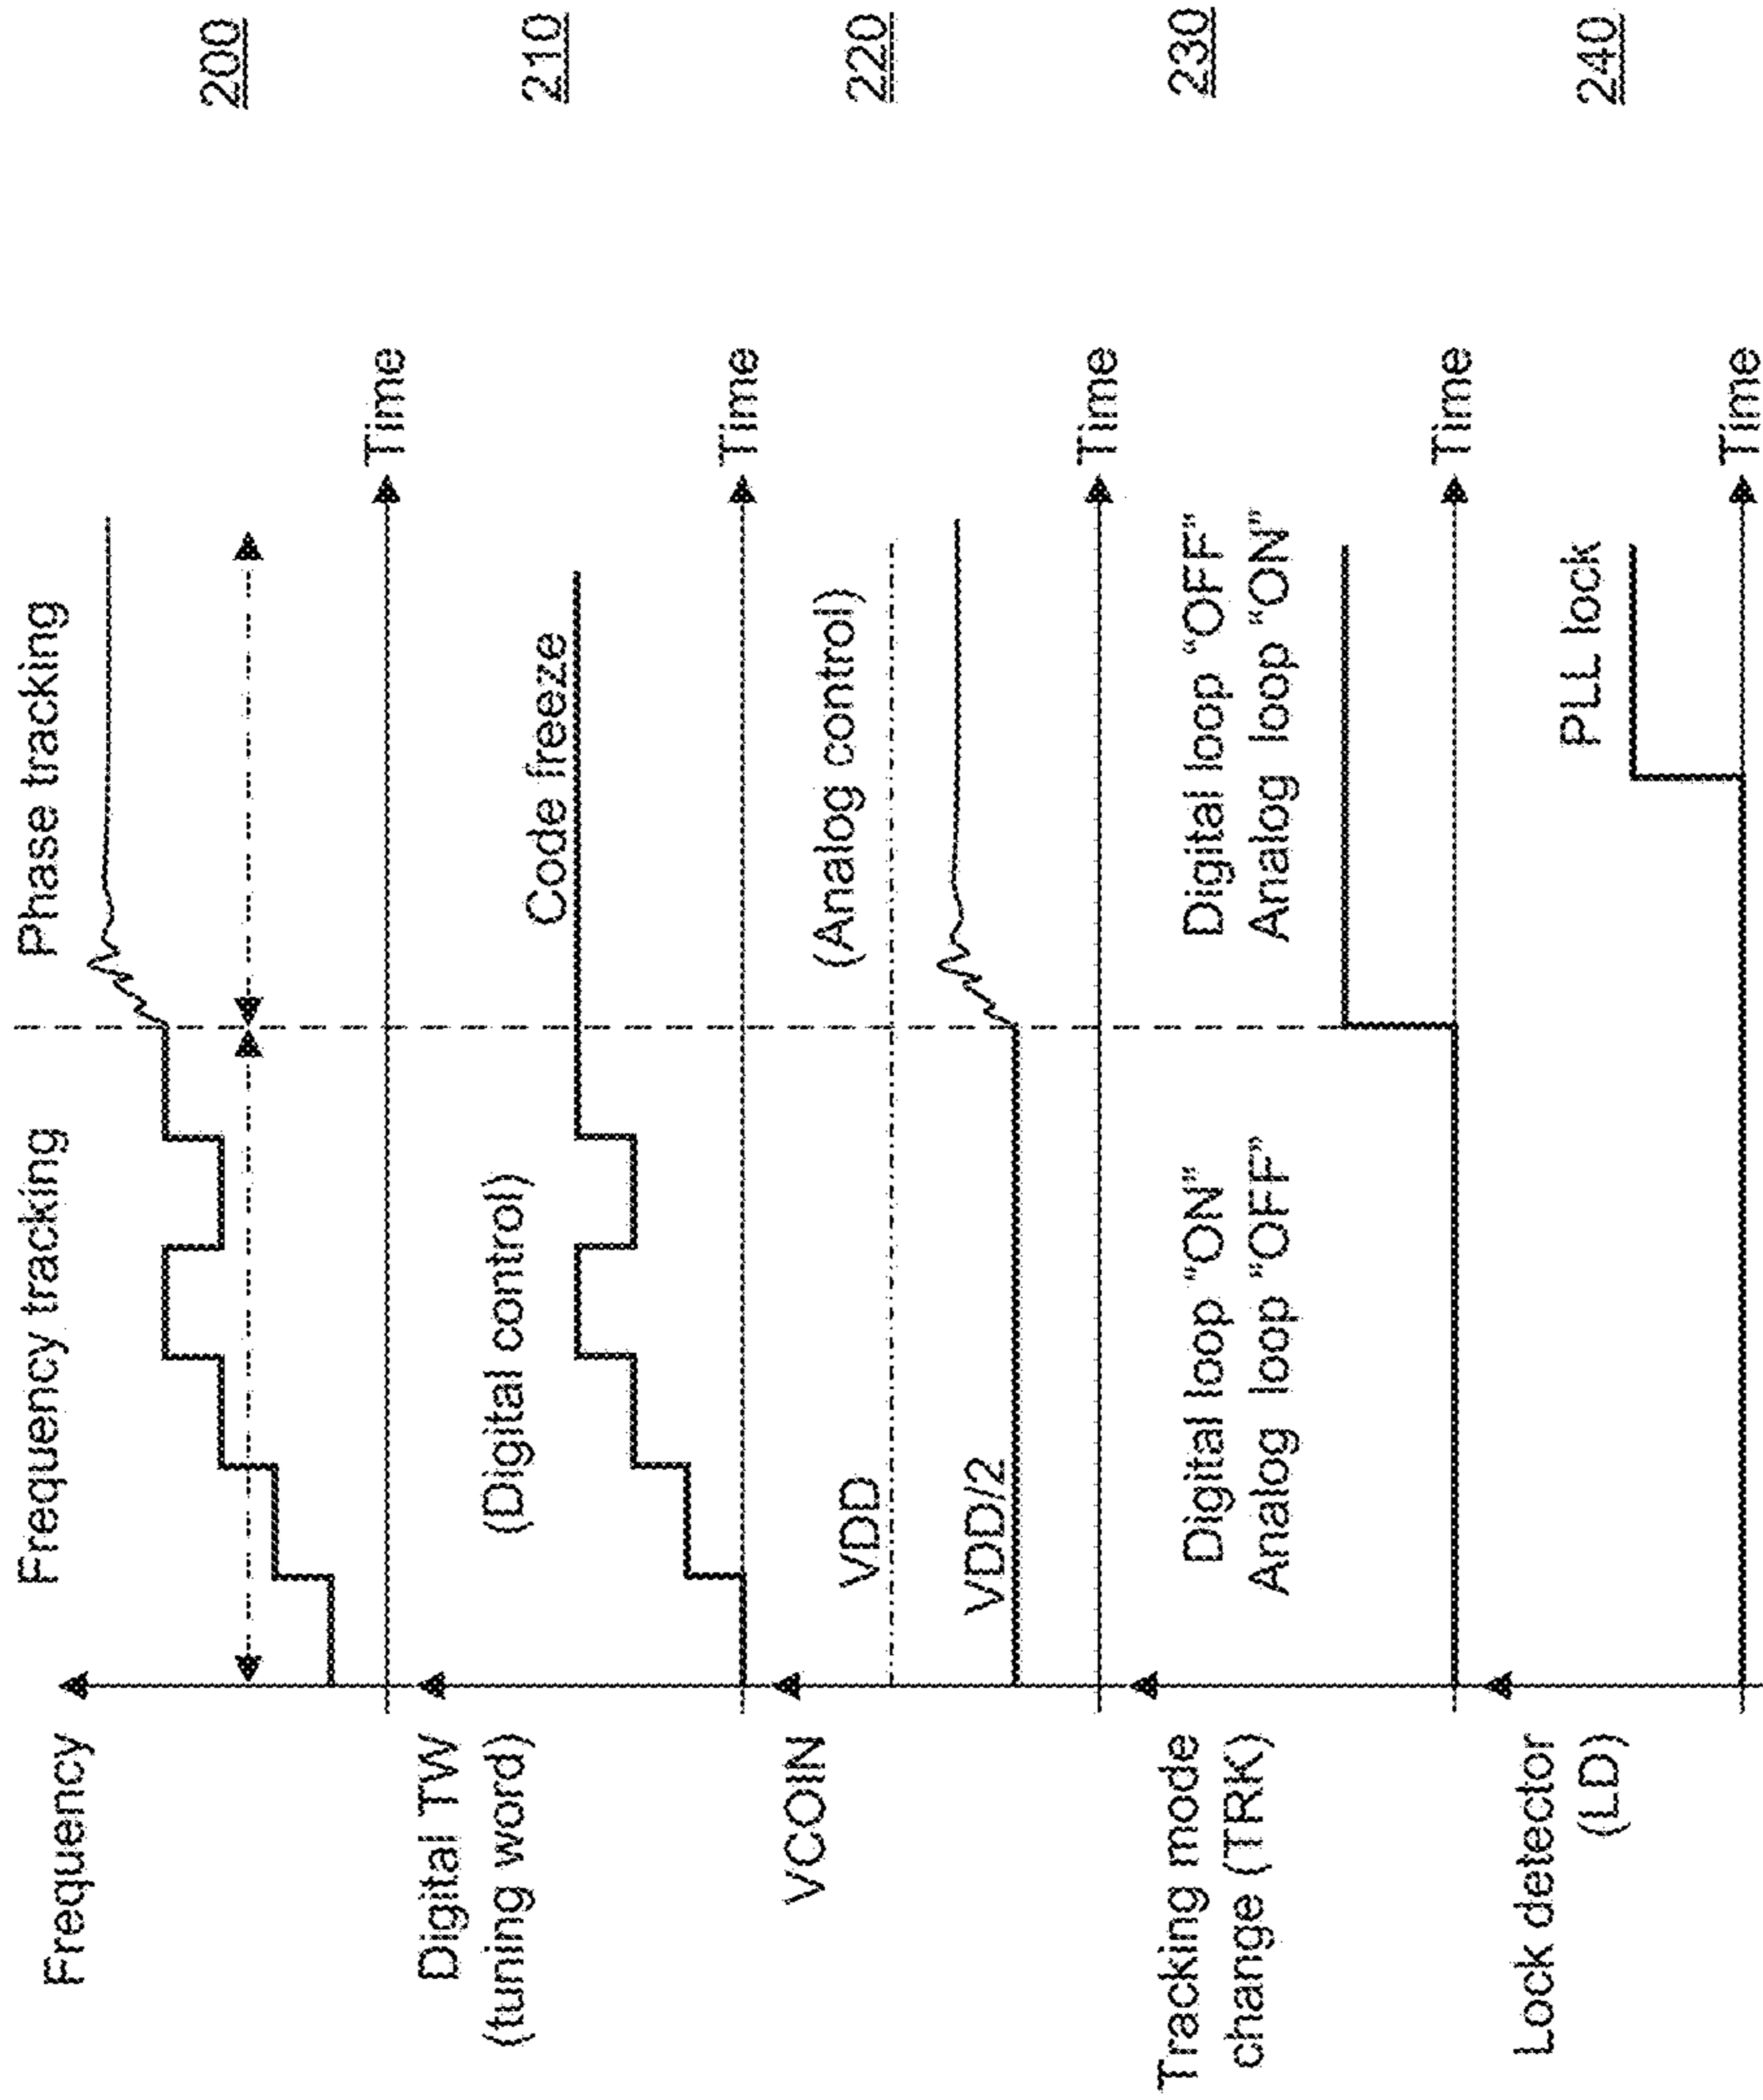 Frequency
Frequency tracking
Phase tracking
Time
200
Digital TW
(tuning word)
(Digital control)
Code freeze
Time
210
VCOIN
VDD
VDD/2
(Analog control)
Time
220
Tracking mode
change (TRK)
Digital loop "ON"
Analog loop "OFF"
Digital loop "OFF"
Analog loop "ON"
Time
230
Lock detector
(LD)
PLL lock
Time
240